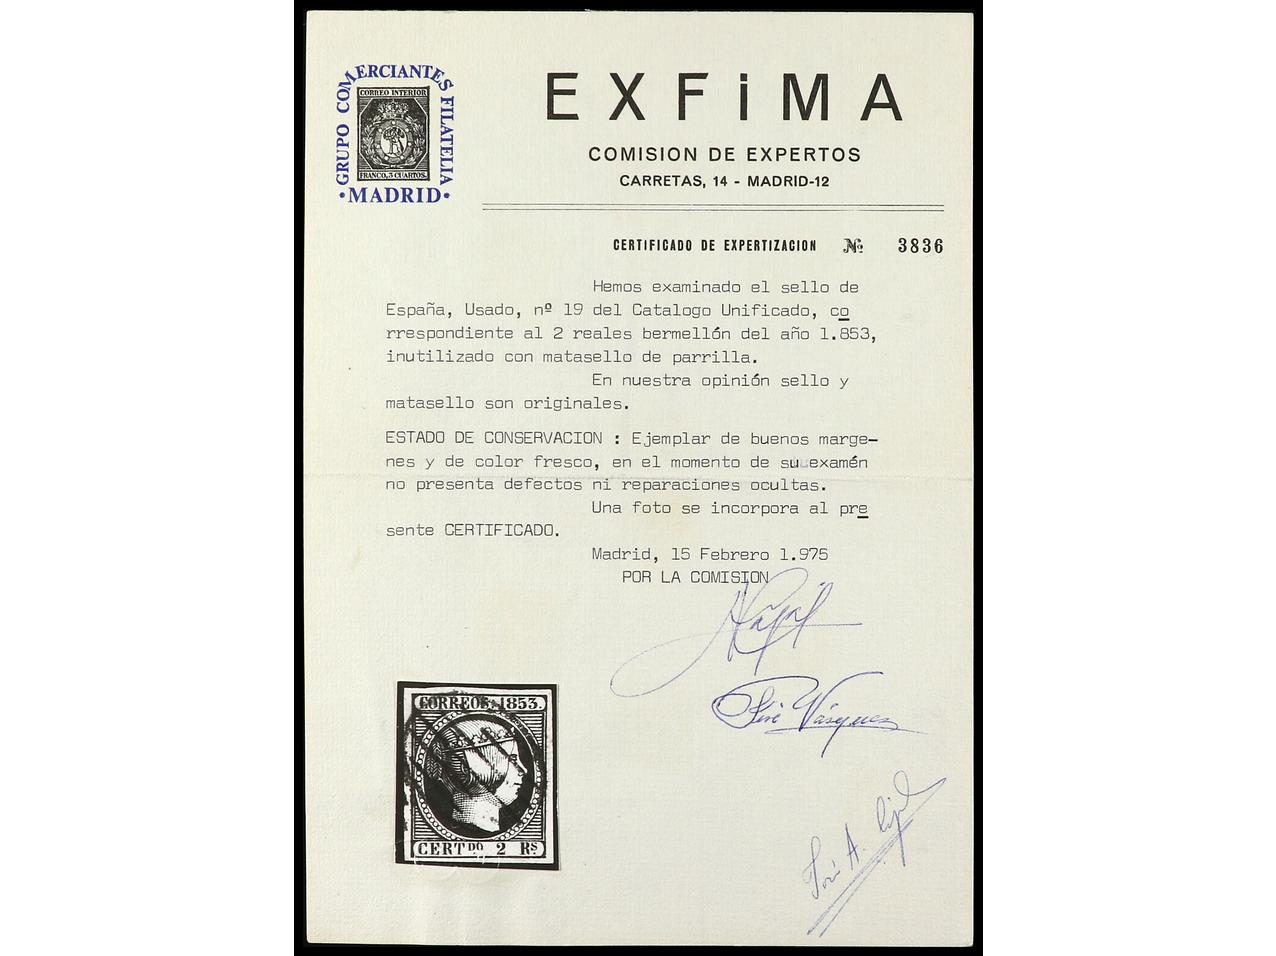 GRUPO COMERCIANTES FILATELIA
·MADRID·
CORREO INTERIOR
FRANCO, 3 CUARTOS.
EXFiMA
COMISION DE EXPERTOS
CARRETAS, 14 - MADRID-12
CERTIFICADO DE EXPERTIZACION Nº 3836
Hemos examinado el sello de
España, Usado, nº 19 del Catalogo Unificado, co
rrespondiente al 2 reales bermellón del año 1.853,
inutilizado con matasello de parrilla.
En nuestra opinión sello y
matasello son originales.
ESTADO DE CONSERVACION : Ejemplar de buenos marge-
nes y de color fresco, en el momento de su examén
no presenta defectos ni reparaciones ocultas.
Una foto se incorpora al pre
sente CERTIFICADO.
Madrid, 15 Febrero 1.975
POR LA COMISION
José Vázquez
José A.
CORREOS.1853.
CERTDO 2 RS.